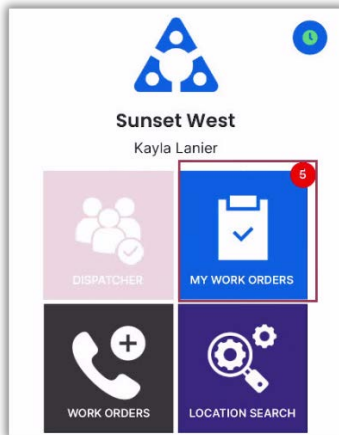 Sunset West
Kayla Lanier
5
DISPATCHER
MY WORK ORDERS
WORK ORDERS
LOCATION SEARCH